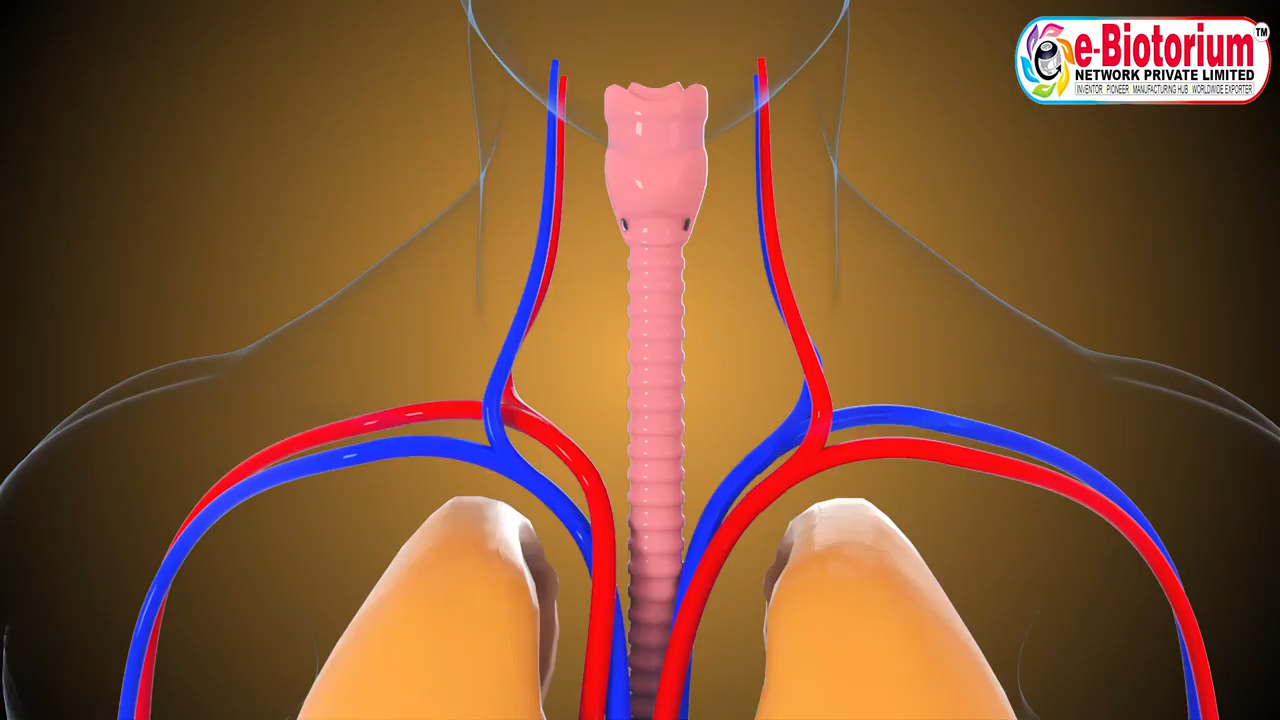 e-Biotorium™
NETWORK PRIVATE LIMITED
INVENTOR PIONEER MANUFACTURING HUB WORLDWIDE EXPORTER